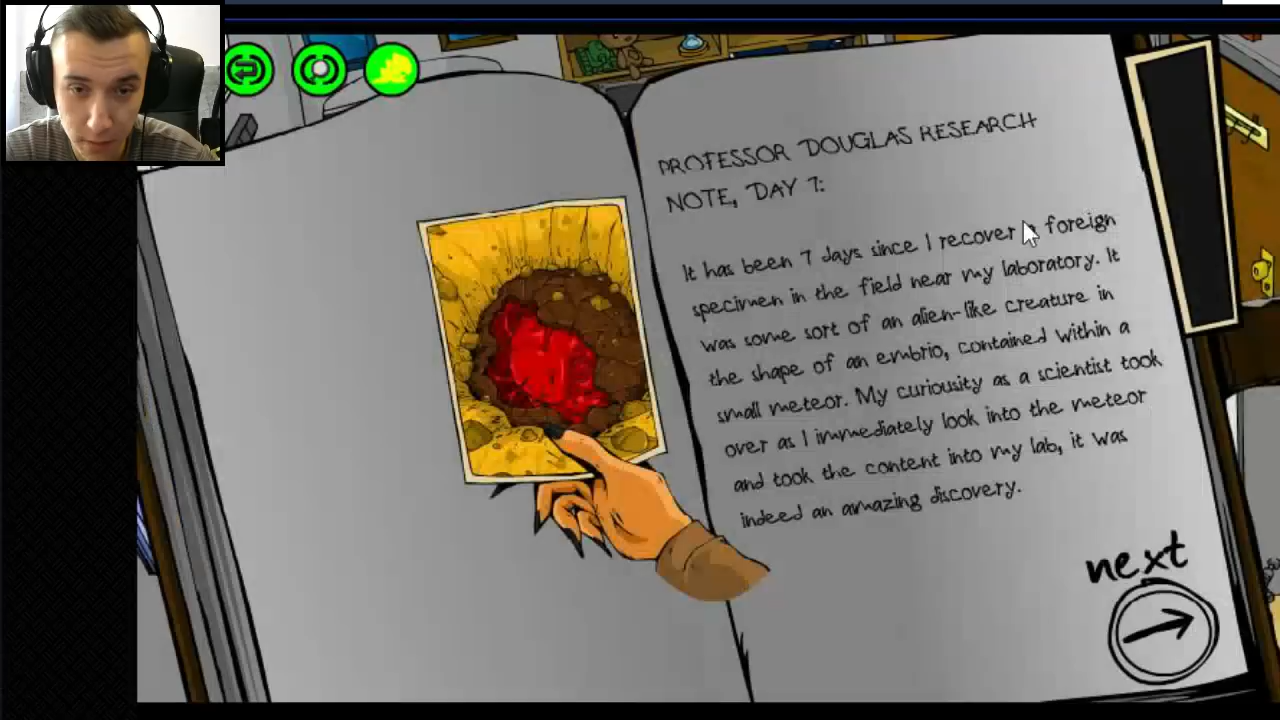 PROFESSOR DOUGLAS RESEARCH
NOTE, DAY 7:
It has been 7 days since I recover foreign
specimen in the field near my laboratory. It
was some sort of an alien-like creature in
the shape of an embrio, contained within a
small meteor. My curiousity as a scientist took
over as I immediately look into the meteor
and took the content into my lab, it was
indeed an amazing discovery.
next